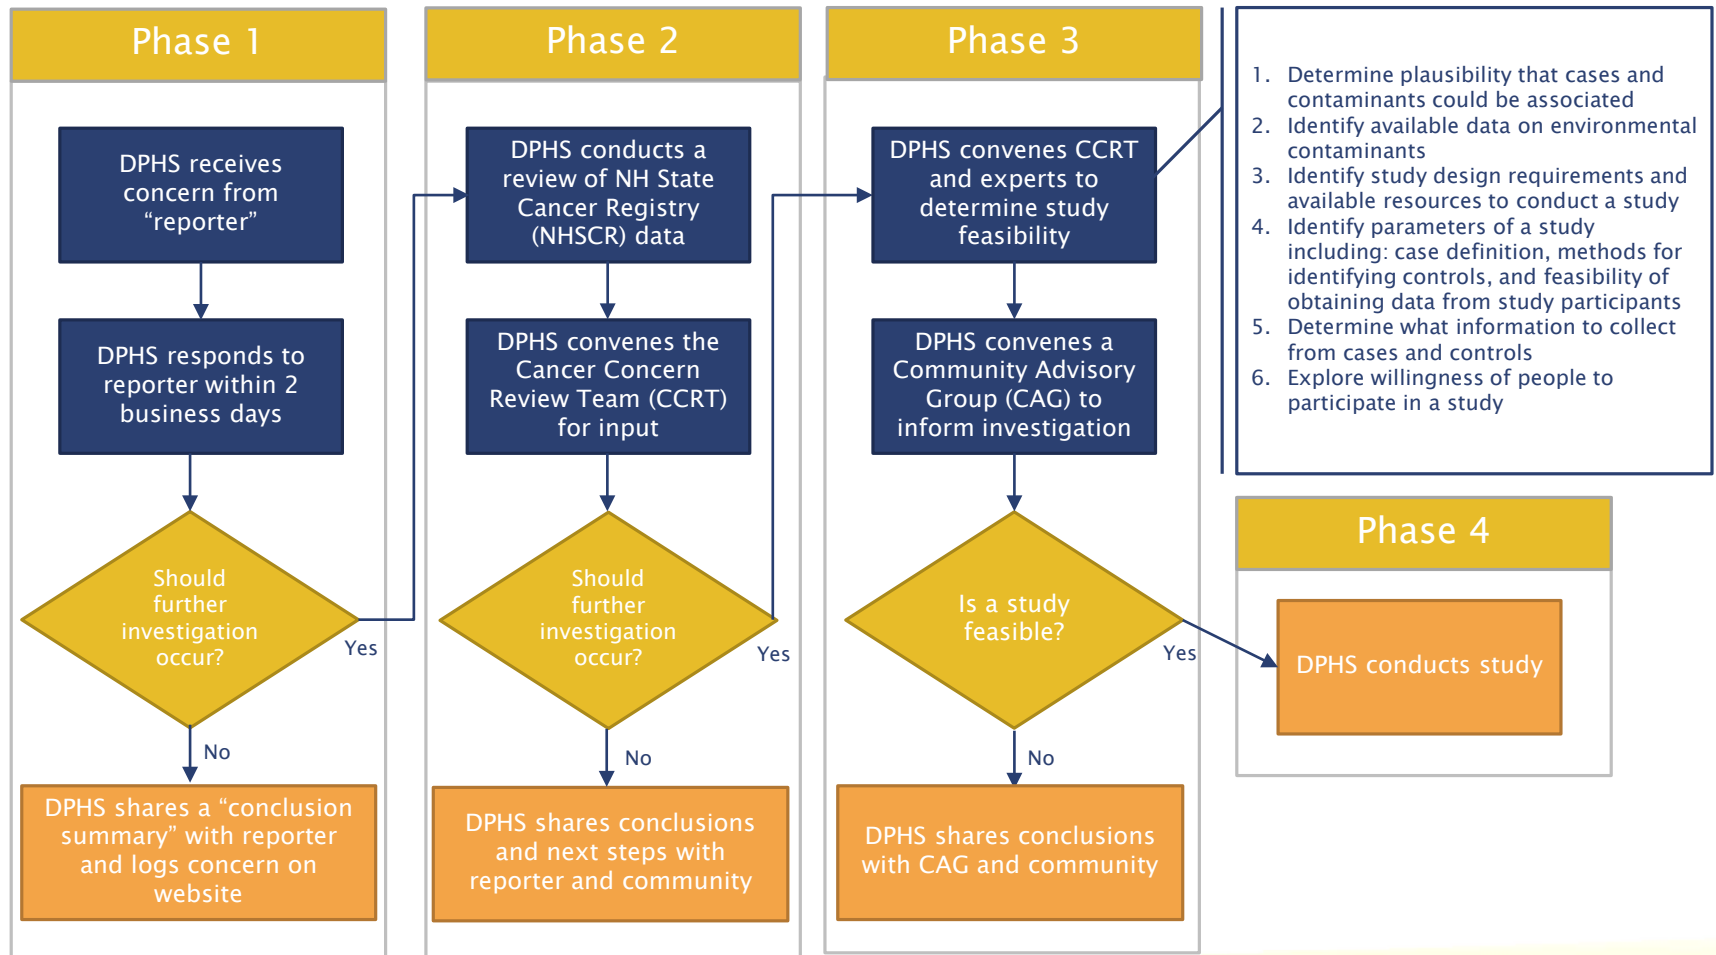 Phase 1
DPHS receives
concern from
“reporter”
DPHS responds to
reporter within 2
business days
Should
further
investigation
occur?
Yes
No
DPHS shares a “conclusion
summary” with reporter
and logs concern on
website
Phase 2
DPHS conducts a
review of NH State
Cancer Registry
(NHSCR) data
DPHS convenes the
Cancer Concern
Review Team (CCRT)
for input
Should
further
investigation
occur?
Yes
No
DPHS shares conclusions
and next steps with
reporter and community
Phase 3
DPHS convenes CCRT
and experts to
determine study
feasibility
DPHS convenes a
Community Advisory
Group (CAG) to
inform investigation
Is a study
feasible?
Yes
No
DPHS shares conclusions
with CAG and community
1. Determine plausibility that cases and
contaminants could be associated
2. Identify available data on environmental
contaminants
3. Identify study design requirements and
available resources to conduct a study
4. Identify parameters of a study
including: case definition, methods for
identifying controls, and feasibility of
obtaining data from study participants
5. Determine what information to collect
from cases and controls
6. Explore willingness of people to
participate in a study
Phase 4
DPHS conducts study